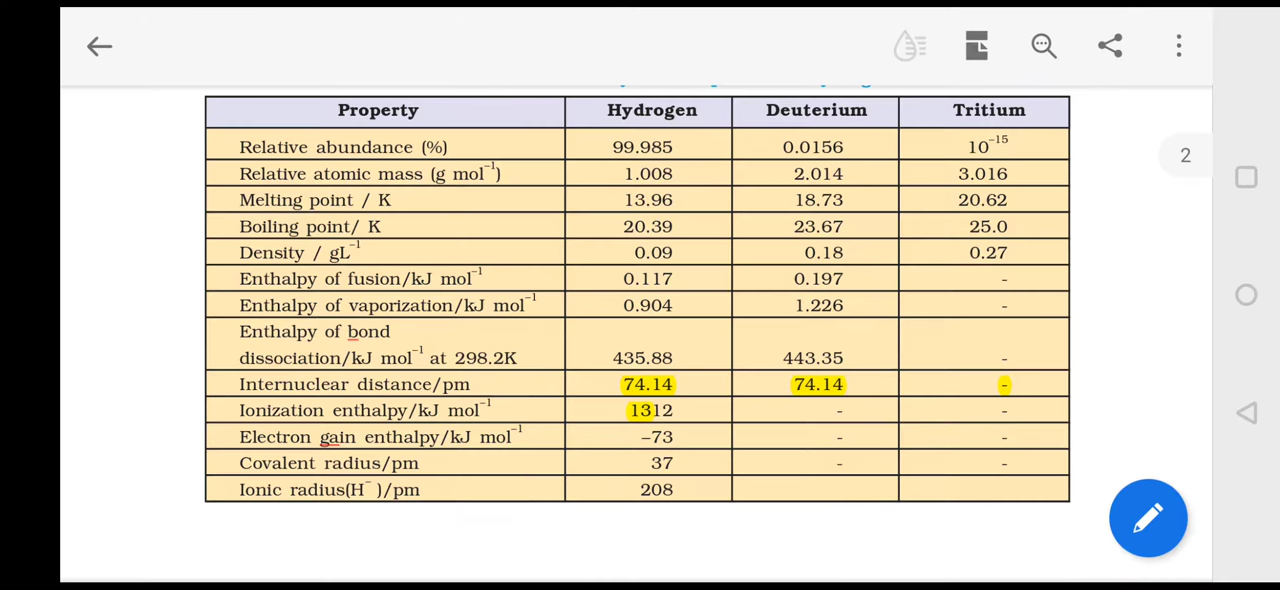 Property Hydrogen Deuterium Tritium
Relative abundance (%) 99.985 0.0156 10⁻¹⁵
Relative atomic mass (g mol⁻¹) 1.008 2.014 3.016
Melting point / K 13.96 18.73 20.62
Boiling point/ K 20.39 23.67 25.0
Density / gL⁻¹ 0.09 0.18 0.27
Enthalpy of fusion/kJ mol⁻¹ 0.117 0.197 -
Enthalpy of vaporization/kJ mol⁻¹ 0.904 1.226 -
Enthalpy of bond
dissociation/kJ mol⁻¹ at 298.2K 435.88 443.35 -
Internuclear distance/pm 74.14 74.14 -
Ionization enthalpy/kJ mol⁻¹ 1312 - -
Electron gain enthalpy/kJ mol⁻¹ –73 - -
Covalent radius/pm 37 - -
Ionic radius(H⁻ )/pm 208
2